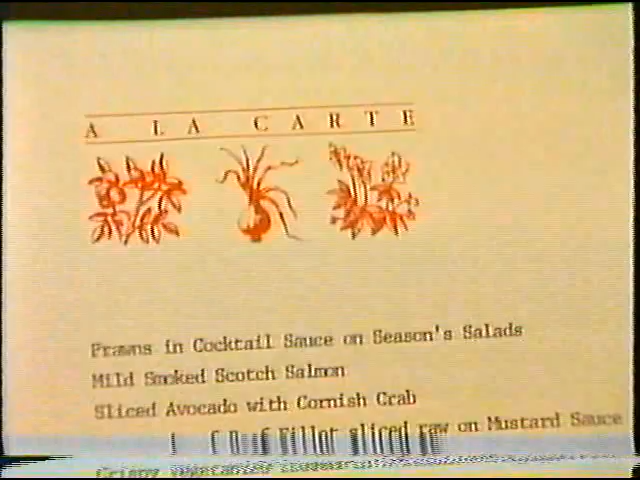 A LA CARTE
Prawns in Cocktail Sauce on Season's Salads
Mild Smoked Scotch Salmon
Sliced Avocado with Cornish Crab
Fillet sliced raw on Mustard Sauce
Crispy